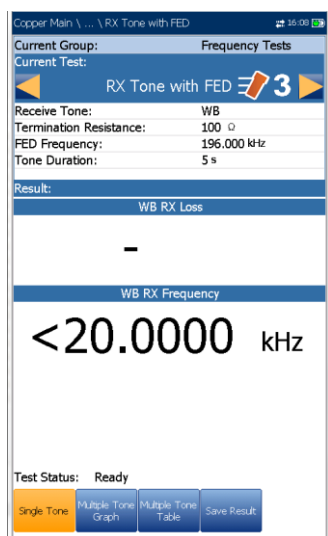 Copper Main \ ... \ RX Tone with FED 16:08
Current Group: Frequency Tests
Current Test:
RX Tone with FED 3
Receive Tone: WB
Termination Resistance: 100 Ω
FED Frequency: 196.000 kHz
Tone Duration: 5 s
Result:
WB RX Loss
-
WB RX Frequency
<20.0000 kHz
Test Status: Ready
Single Tone
Multiple Tone Graph
Multiple Tone Table
Save Result